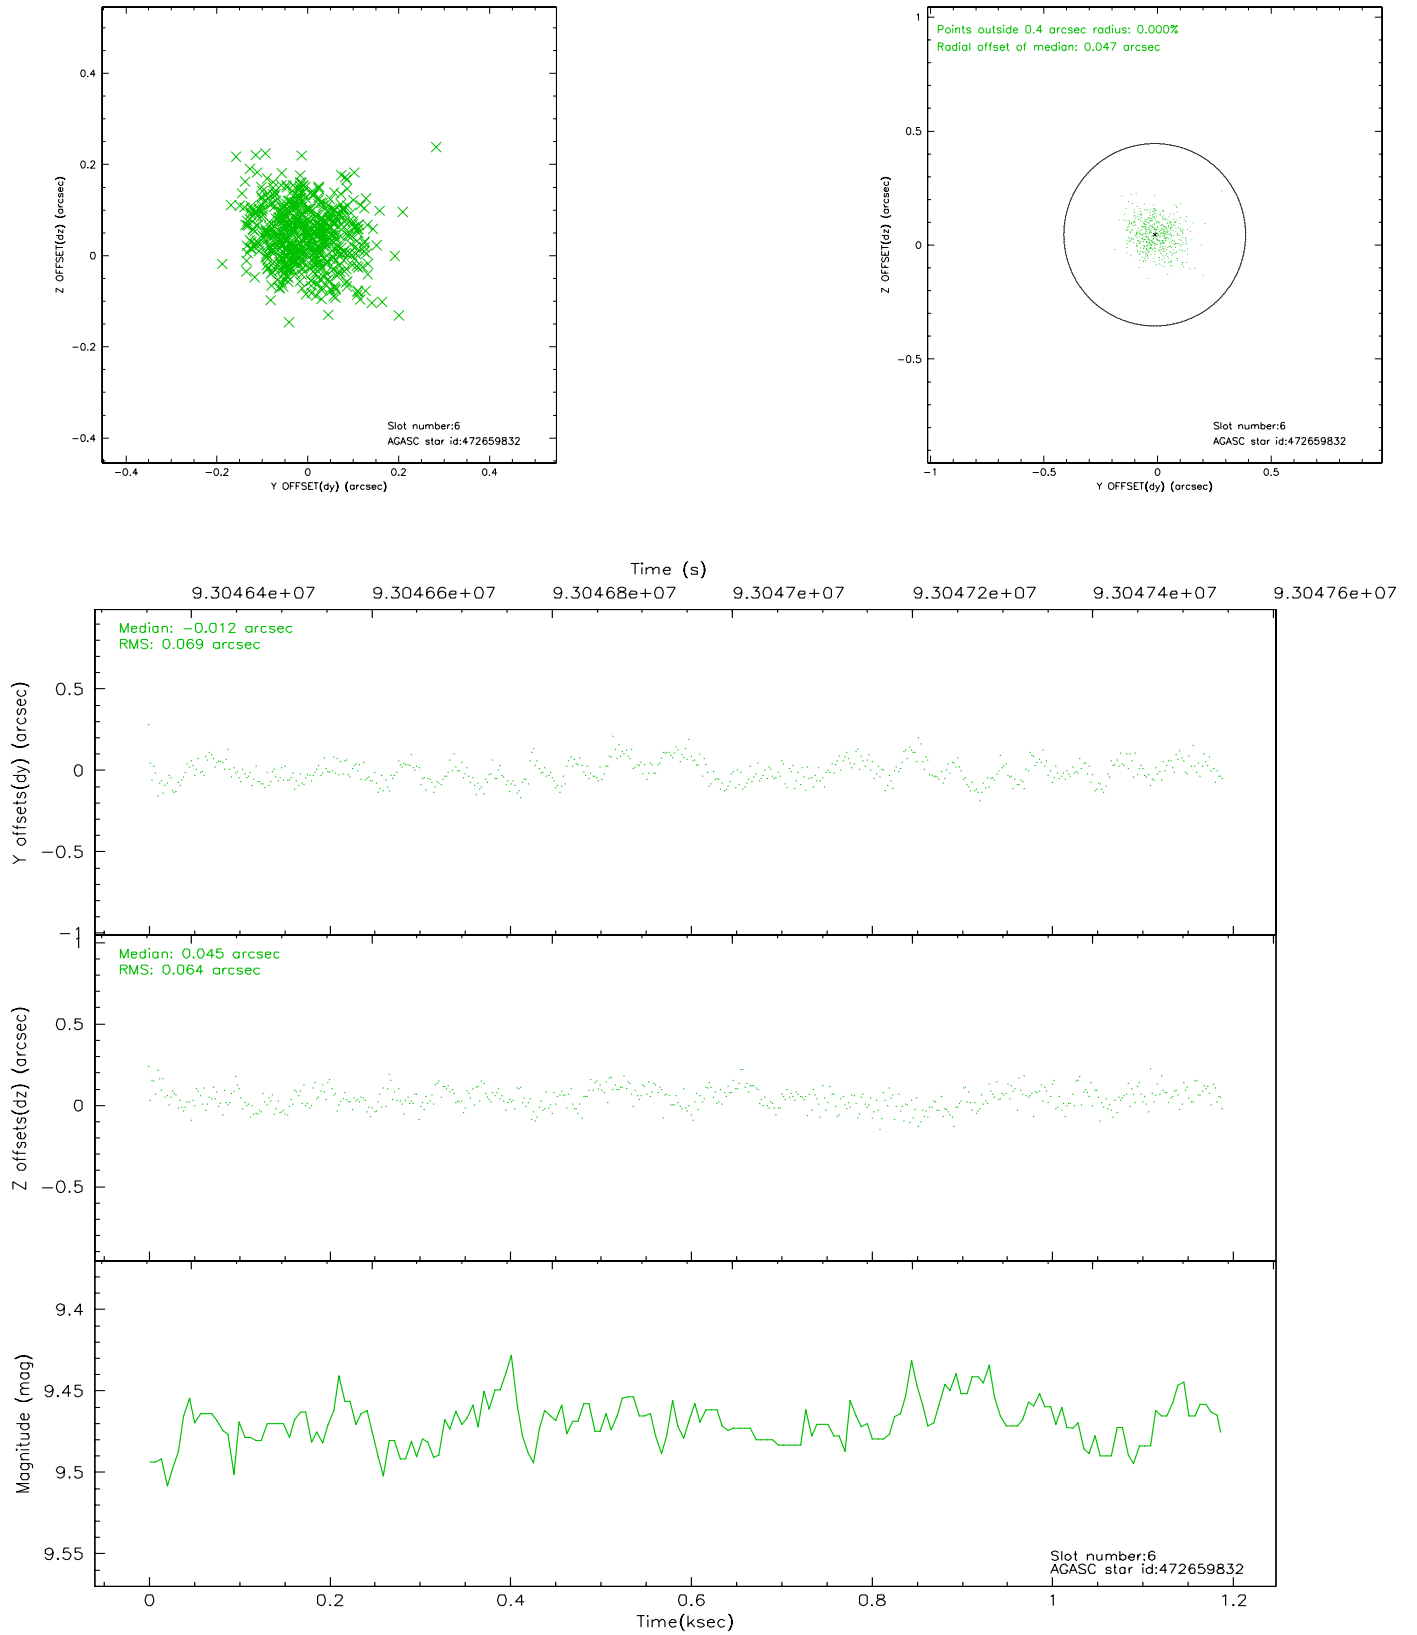 0.4
0.2
0
−0.2
−0.4
Z OFFSET(dz) (arcsec)
−0.4 −0.2 0 0.2 0.4
Y OFFSET(dy) (arcsec)
Slot number:6
AGASC star id:472659832
Points outside 0.4 arcsec radius: 0.000%
Radial offset of median: 0.047 arcsec
1
0.5
0
−0.5
Z OFFSET(dz) (arcsec)
−1 −0.5 0 0.5
Y OFFSET(dy) (arcsec)
Slot number:6
AGASC star id:472659832
Time (s)
9.30464e+07 9.30466e+07 9.30468e+07 9.3047e+07 9.30472e+07 9.30474e+07 9.30476e+07
Median: −0.012 arcsec
RMS: 0.069 arcsec
0.5
0
−0.5
−1
Y offsets(dy) (arcsec)
Median: 0.045 arcsec
RMS: 0.064 arcsec
1
0.5
0
−0.5
Z offsets(dz) (arcsec)
9.4
9.45
9.5
9.55
Magnitude (mag)
Slot number:6
AGASC star id:472659832
0 0.2 0.4 0.6 0.8 1 1.2
Time(ksec)